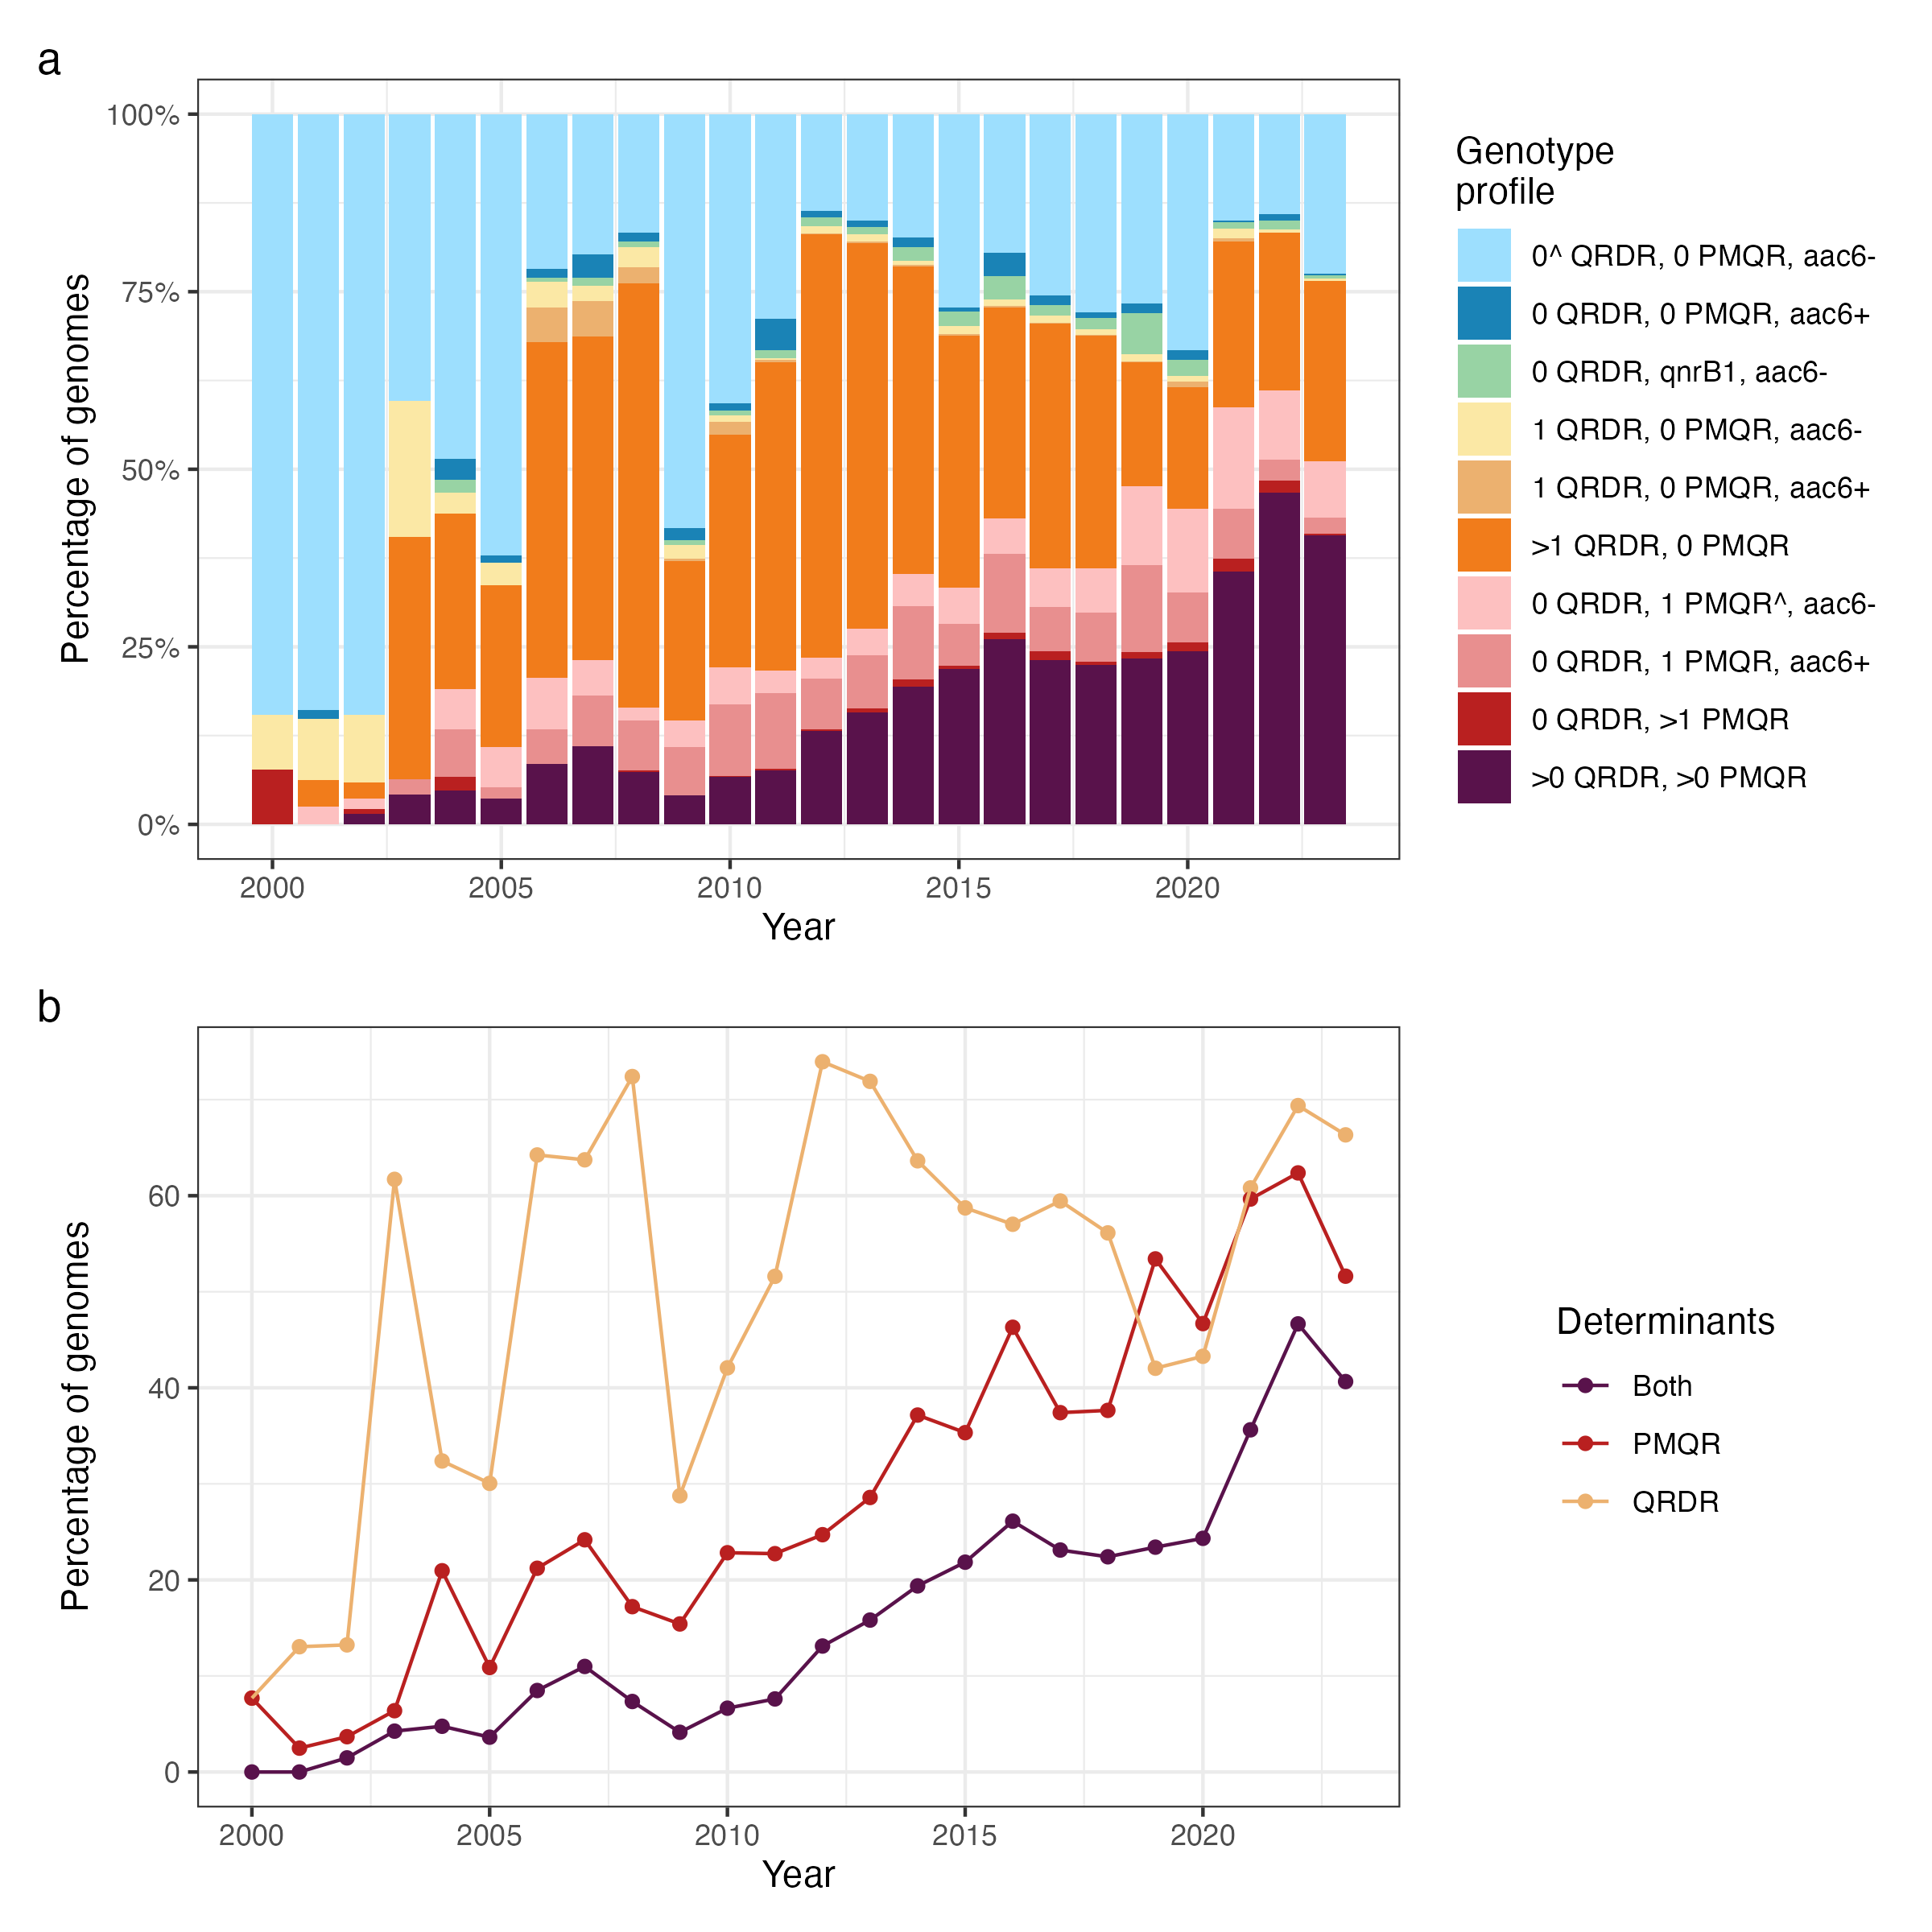 a
Percentage of genomes
100%
75%
50%
25%
0%
2000
2005
2010
2015
2020
Year
Genotype
profile
0^ QRDR, 0 PMQR, aac6-
0 QRDR, 0 PMQR, aac6+
0 QRDR, qnrB1, aac6-
1 QRDR, 0 PMQR, aac6-
1 QRDR, 0 PMQR, aac6+
>1 QRDR, 0 PMQR
0 QRDR, 1 PMQR^, aac6-
0 QRDR, 1 PMQR, aac6+
0 QRDR, >1 PMQR
>0 QRDR, >0 PMQR
b
Percentage of genomes
60
40
20
0
2000
2005
2010
2015
2020
Year
Determinants
Both
PMQR
QRDR